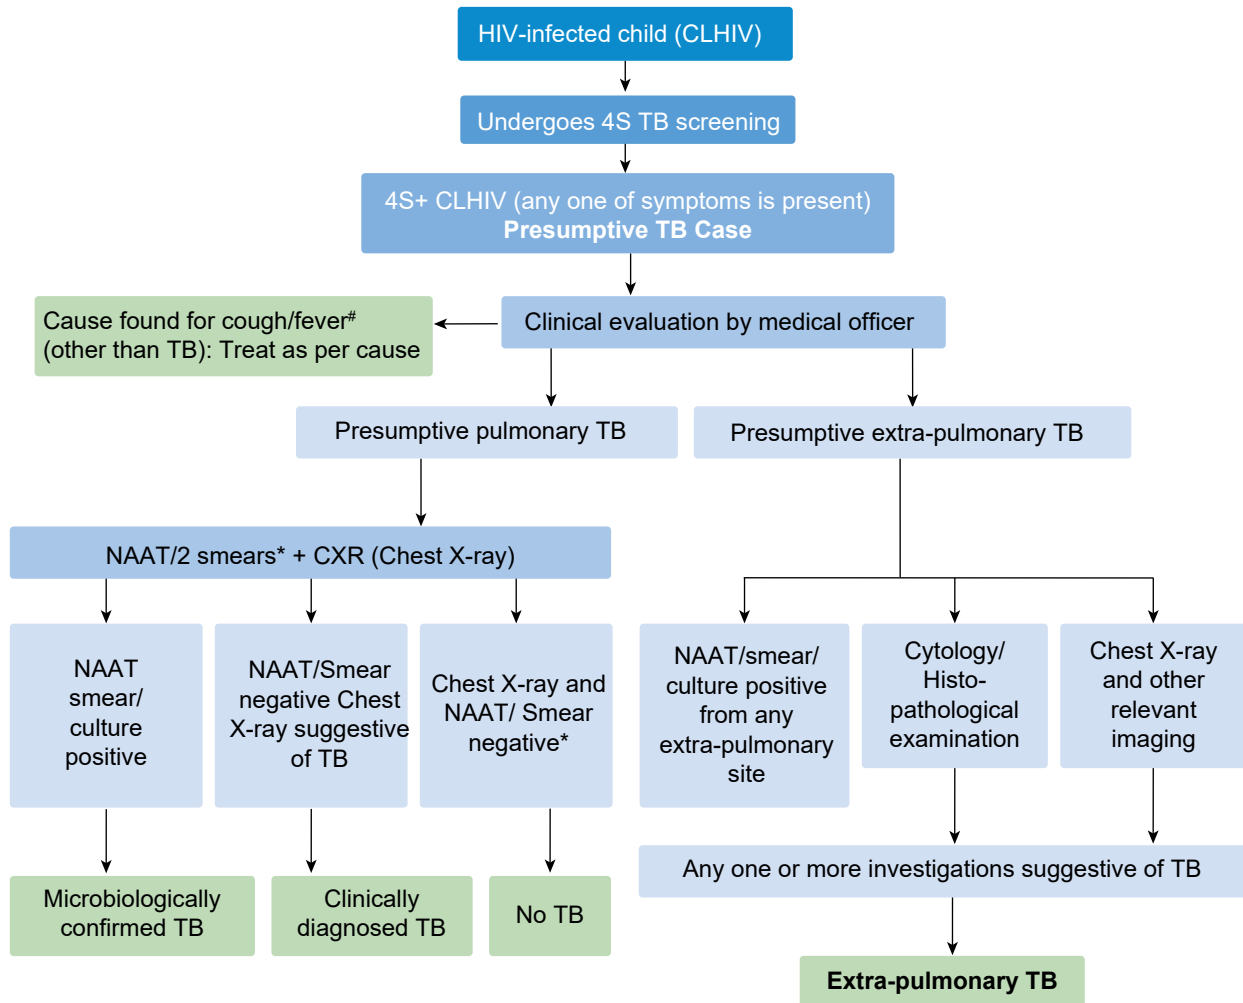 HIV-infected child (CLHIV)
Undergoes 4S TB screening
4S+ CLHIV (any one of symptoms is present)
Presumptive TB Case
Cause found for cough/fever#
(other than TB): Treat as per cause
Clinical evaluation by medical officer
Presumptive pulmonary TB
Presumptive extra-pulmonary TB
NAAT/2 smears* + CXR (Chest X-ray)
NAAT
smear/
culture
positive
NAAT/Smear
negative Chest
X-ray suggestive
of TB
Chest X-ray and
NAAT/ Smear
negative*
NAAT/smear/
culture positive
from any
extra-pulmonary
site
Cytology/
Histo-
pathological
examination
Chest X-ray
and other
relevant
imaging
Any one or more investigations suggestive of TB
Microbiologically
confirmed TB
Clinically
diagnosed TB
No TB
Extra-pulmonary TB